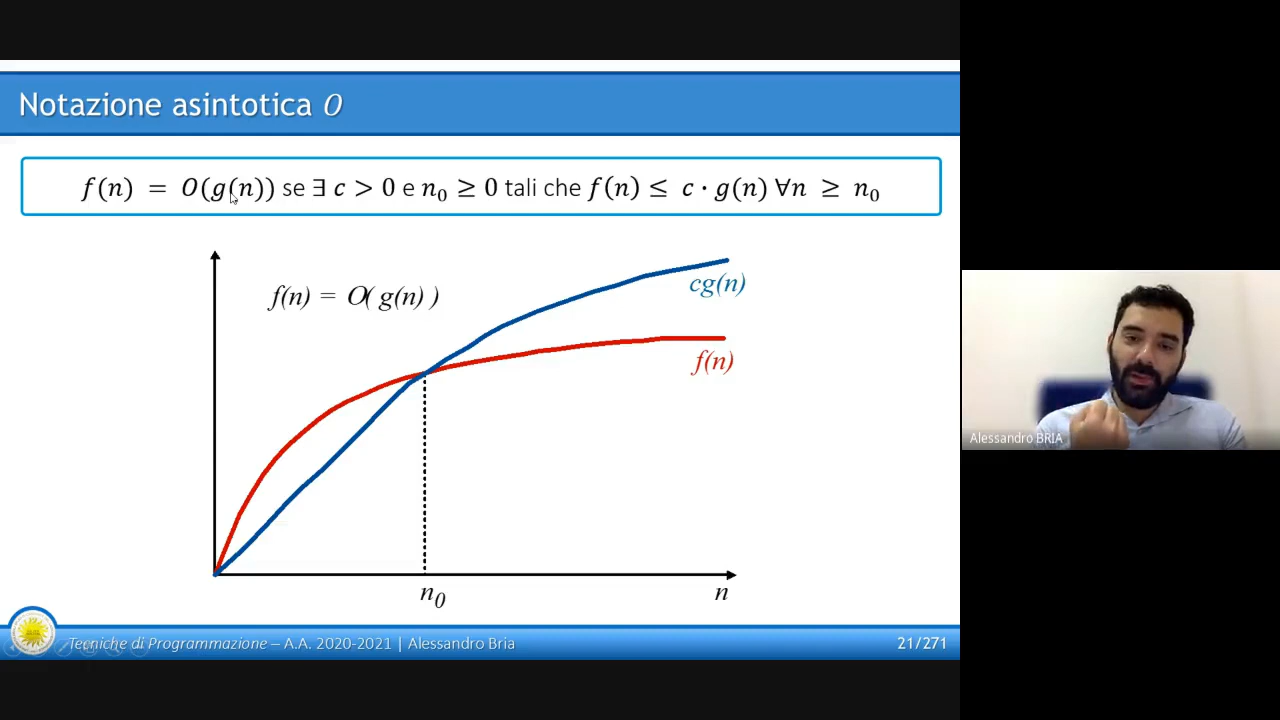 Notazione asintotica O
f(n) = O(g(n)) se ∃ c > 0 e n₀ ≥ 0 tali che f(n) ≤ c · g(n) ∀n ≥ n₀
f(n) = O( g(n) )
cg(n)
f(n)
n₀
n
Alessandro BRIA
Tecniche di Programmazione – A.A. 2020-2021 | Alessandro Bria
21/271